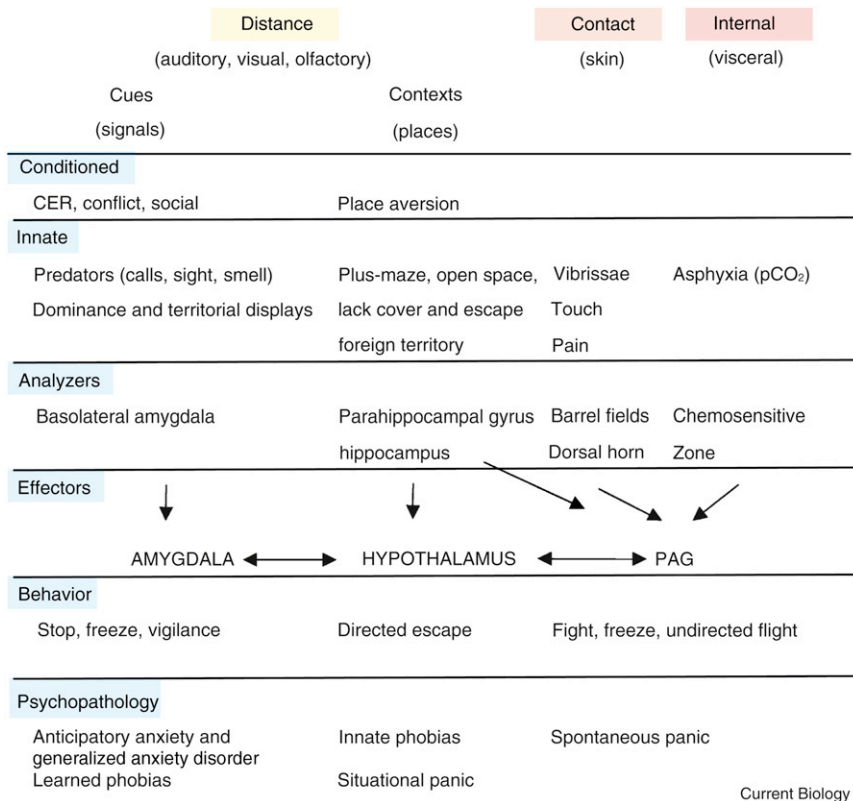 Distance Contact Internal
(auditory, visual, olfactory) (skin) (visceral)
Cues Contexts
(signals) (places)
Conditioned
CER, conflict, social Place aversion
Innate
Predators (calls, sight, smell) Plus-maze, open space, Vibrissae Asphyxia (pCO₂)
Dominance and territorial displays lack cover and escape Touch
foreign territory Pain
Analyzers
Basolateral amygdala Parahippocampal gyrus Barrel fields Chemosensitive
hippocampus Dorsal horn Zone
Effectors
AMYGDALA HYPOTHALAMUS PAG
Behavior
Stop, freeze, vigilance Directed escape Fight, freeze, undirected flight
Psychopathology
Anticipatory anxiety and Innate phobias Spontaneous panic
generalized anxiety disorder
Learned phobias Situational panic
Current Biology